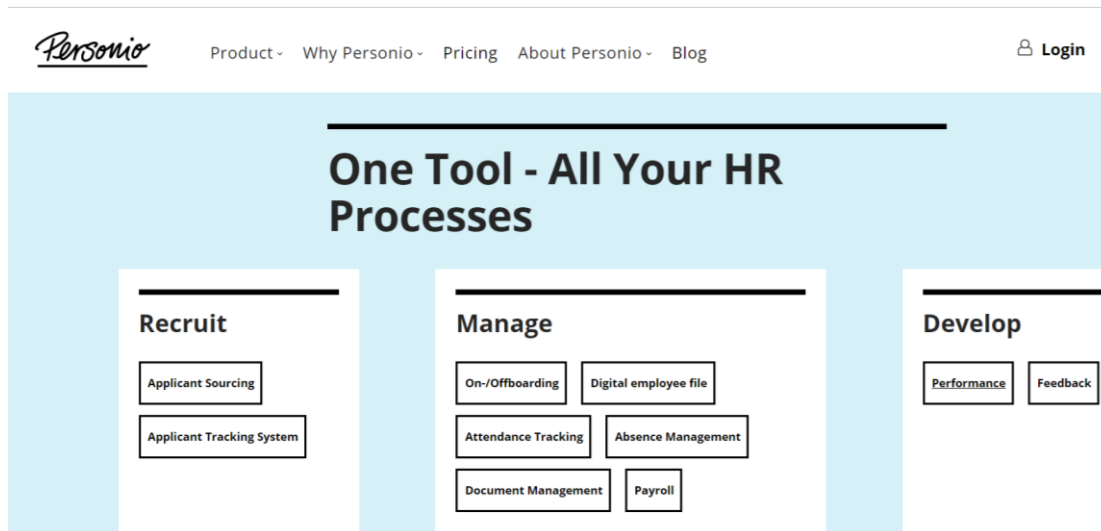 Personio Product Why Personio Pricing About Personio Blog Login
One Tool - All Your HR
Processes
Recruit
Applicant Sourcing
Applicant Tracking System
Manage
On-/Offboarding Digital employee file
Attendance Tracking Absence Management
Document Management Payroll
Develop
Performance Feedback